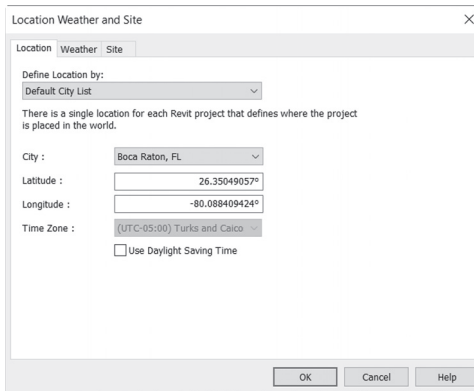 Location Weather and Site
Location Weather Site
Define Location by:
Default City List
There is a single location for each Revit project that defines where the project
is placed in the world.
City : Boca Raton, FL
Latitude : 26.35049057°
Longitude : -80.088409424°
Time Zone : (UTC-05:00) Turks and Caico
Use Daylight Saving Time
OK Cancel Help